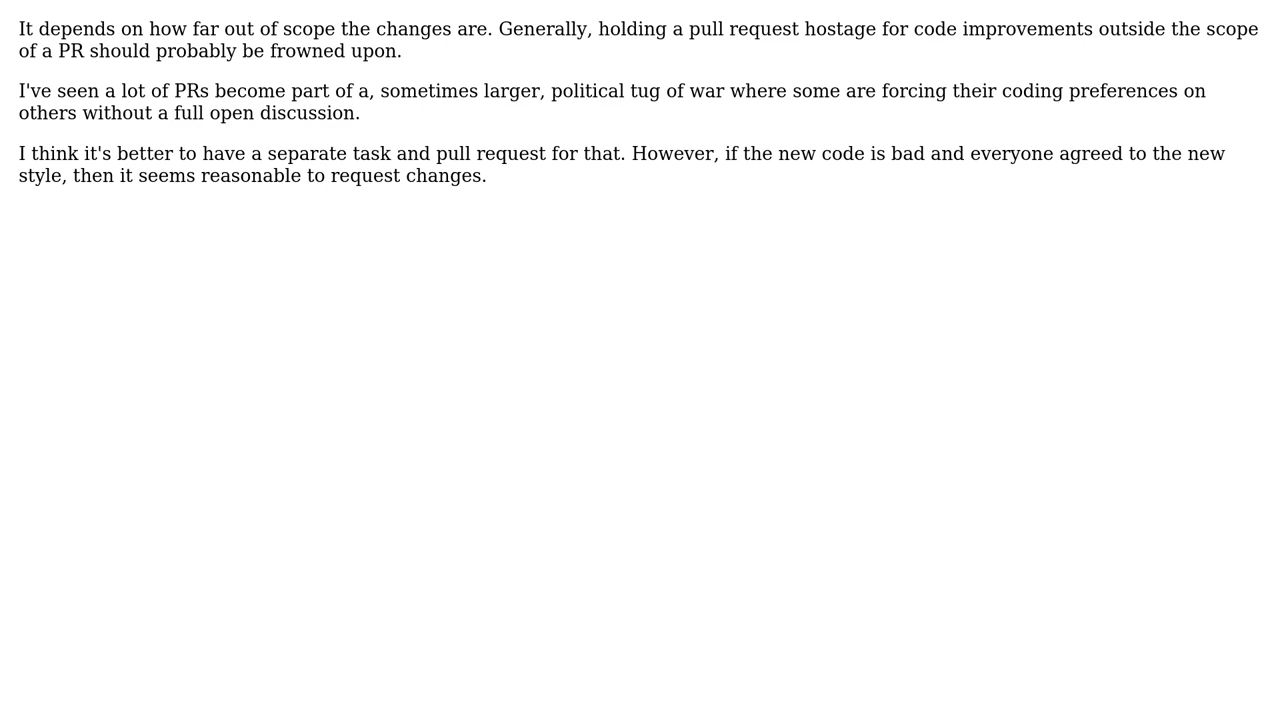 It depends on how far out of scope the changes are. Generally, holding a pull request hostage for code improvements outside the scope
of a PR should probably be frowned upon.
I've seen a lot of PRs become part of a, sometimes larger, political tug of war where some are forcing their coding preferences on
others without a full open discussion.
I think it's better to have a separate task and pull request for that. However, if the new code is bad and everyone agreed to the new
style, then it seems reasonable to request changes.